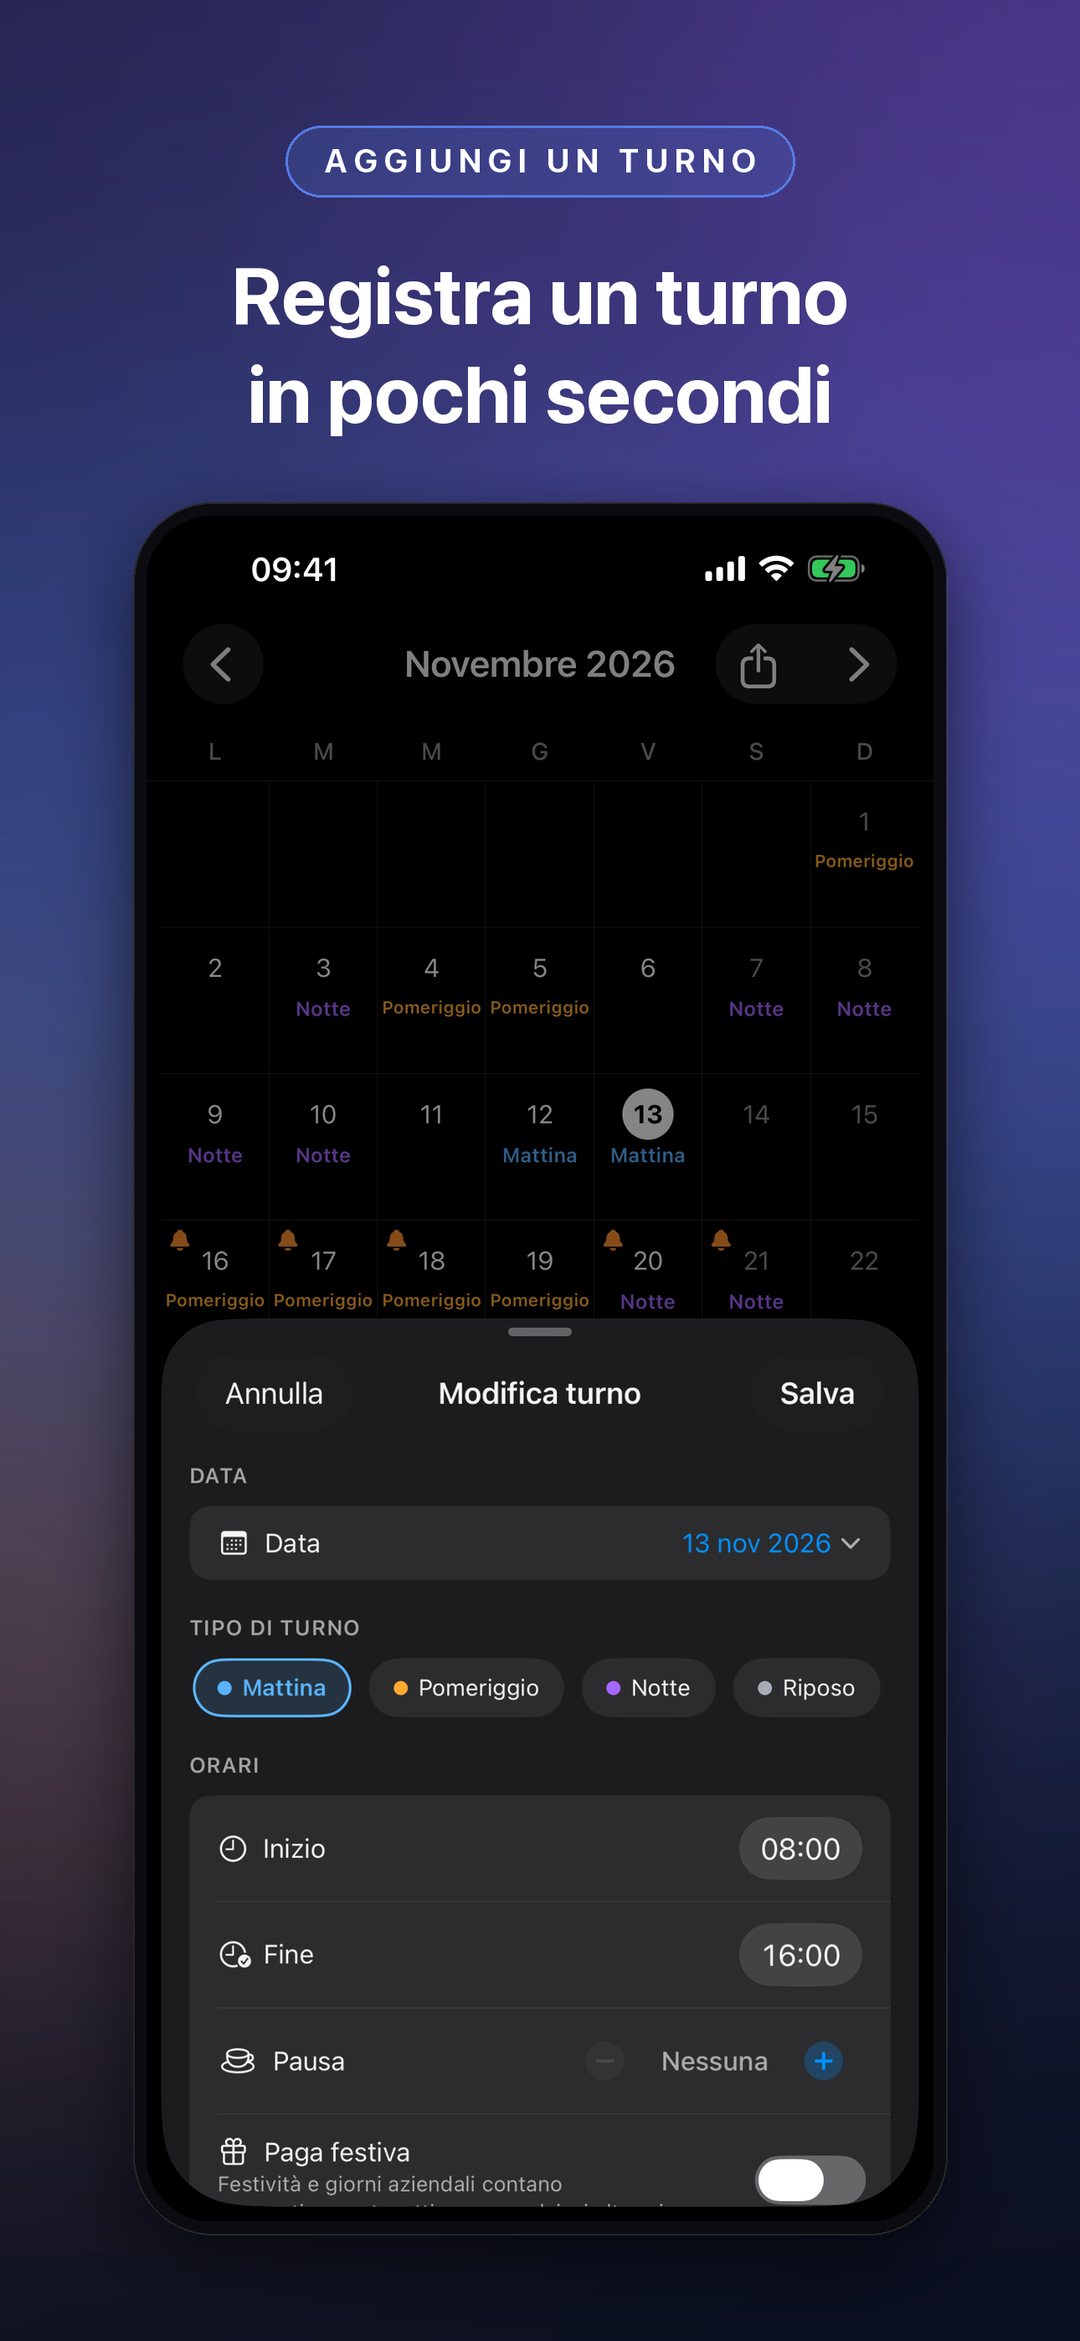 AGGIUNGI UN TURNO
Registra un turno
in pochi secondi
09:41
Novembre 2026
L M M G V S D
1
Pomeriggio
2 3 4 5 6 7 8
Notte Pomeriggio Pomeriggio Notte Notte
9 10 11 12 13 14 15
Notte Notte Mattina Mattina
16 17 18 19 20 21 22
Pomeriggio Pomeriggio Pomeriggio Pomeriggio Notte Notte
Annulla Modifica turno Salva
DATA
Data 13 nov 2026
TIPO DI TURNO
Mattina Pomeriggio Notte Riposo
ORARI
Inizio 08:00
Fine 16:00
Pausa Nessuna
Paga festiva
Festività e giorni aziendali contano